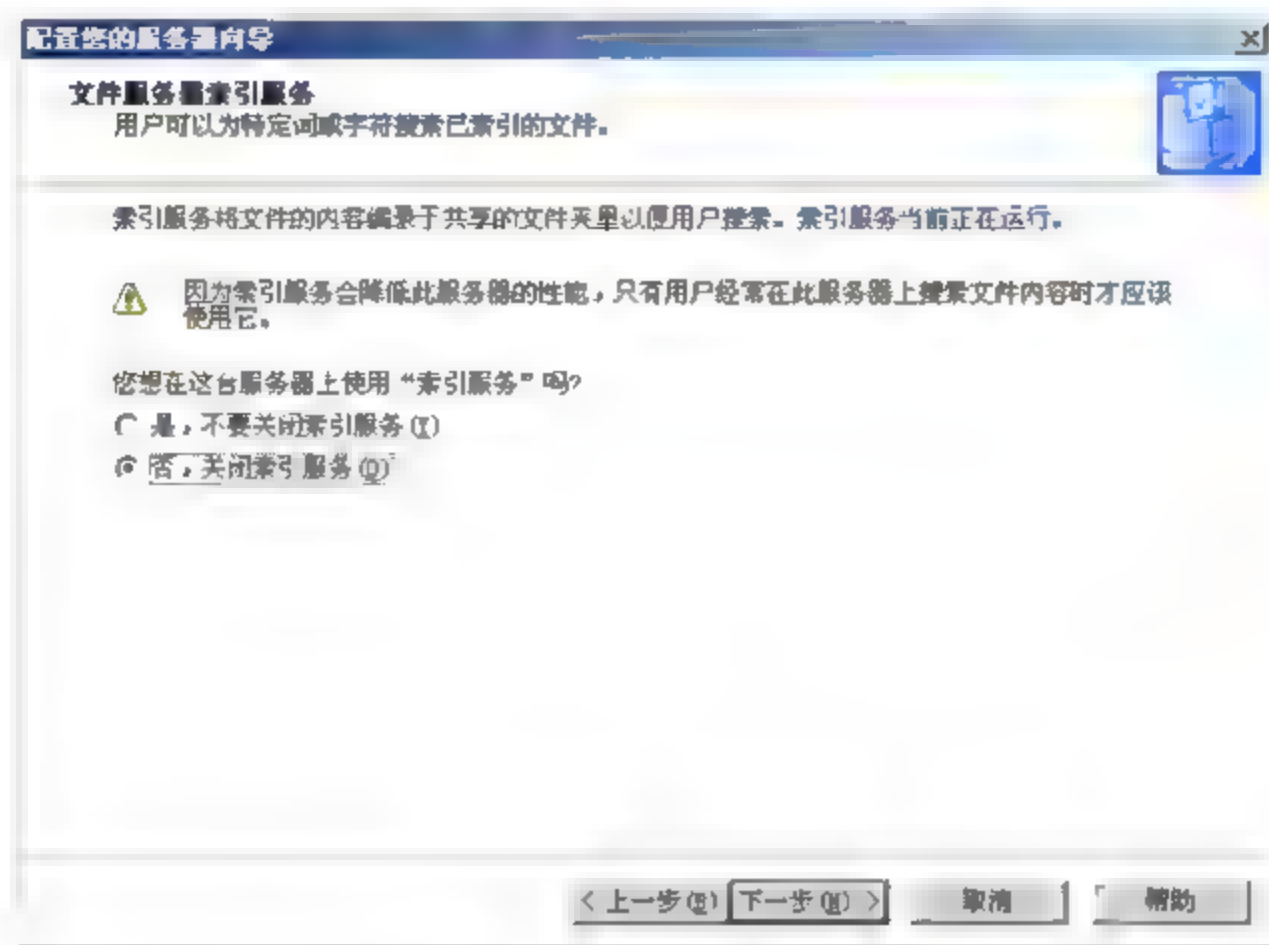 配置您的服务器向导
文件服务器索引服务
用户可以为特定词或字符搜索已索引的文件。
索引服务将文件的内容编录于共享的文件夹里以便用户搜索。索引服务当前正在运行。
因为索引服务会降低此服务器的性能，只有用户经常在此服务器上搜索文件内容时才应该
使用它。
您想在这台服务器上使用“索引服务”吗?
是，不要关闭索引服务(Y)
否，关闭索引服务(O)
< 上一步(B) 下一步(N) > 取消 帮助